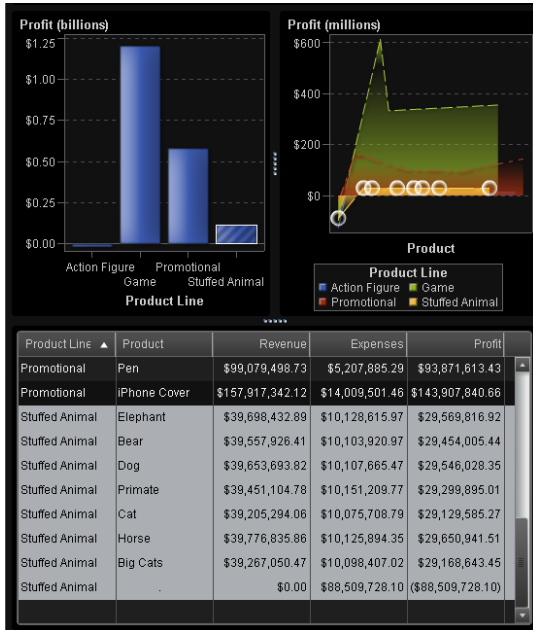 Profit (billions)
$1.25
$1.00
$0.75
$0.50
$0.25
$0.00
Action Figure
Game
Promotional
Stuffed Animal
Product Line
Profit (millions)
$600
$400
$200
$0
Product
Product Line
Action Figure Game
Promotional Stuffed Animal
Product Line Product Revenue Expenses Profit
Promotional Pen $99,079,498.73 $5,207,885.29 $93,871,613.43
Promotional iPhone Cover $157,917,342.12 $14,009,501.46 $143,907,840.66
Stuffed Animal Elephant $39,698,432.89 $10,128,615.97 $29,569,816.92
Stuffed Animal Bear $39,557,926.41 $10,103,920.97 $29,454,005.44
Stuffed Animal Dog $39,653,693.82 $10,107,665.47 $29,546,028.35
Stuffed Animal Primate $39,451,104.78 $10,151,209.77 $29,299,895.01
Stuffed Animal Cat $39,205,294.06 $10,075,708.79 $29,129,585.27
Stuffed Animal Horse $39,776,835.86 $10,125,894.35 $29,650,941.51
Stuffed Animal Big Cats $39,267,050.47 $10,098,407.02 $29,168,643.45
Stuffed Animal . $0.00 $88,509,728.10 ($88,509,728.10)